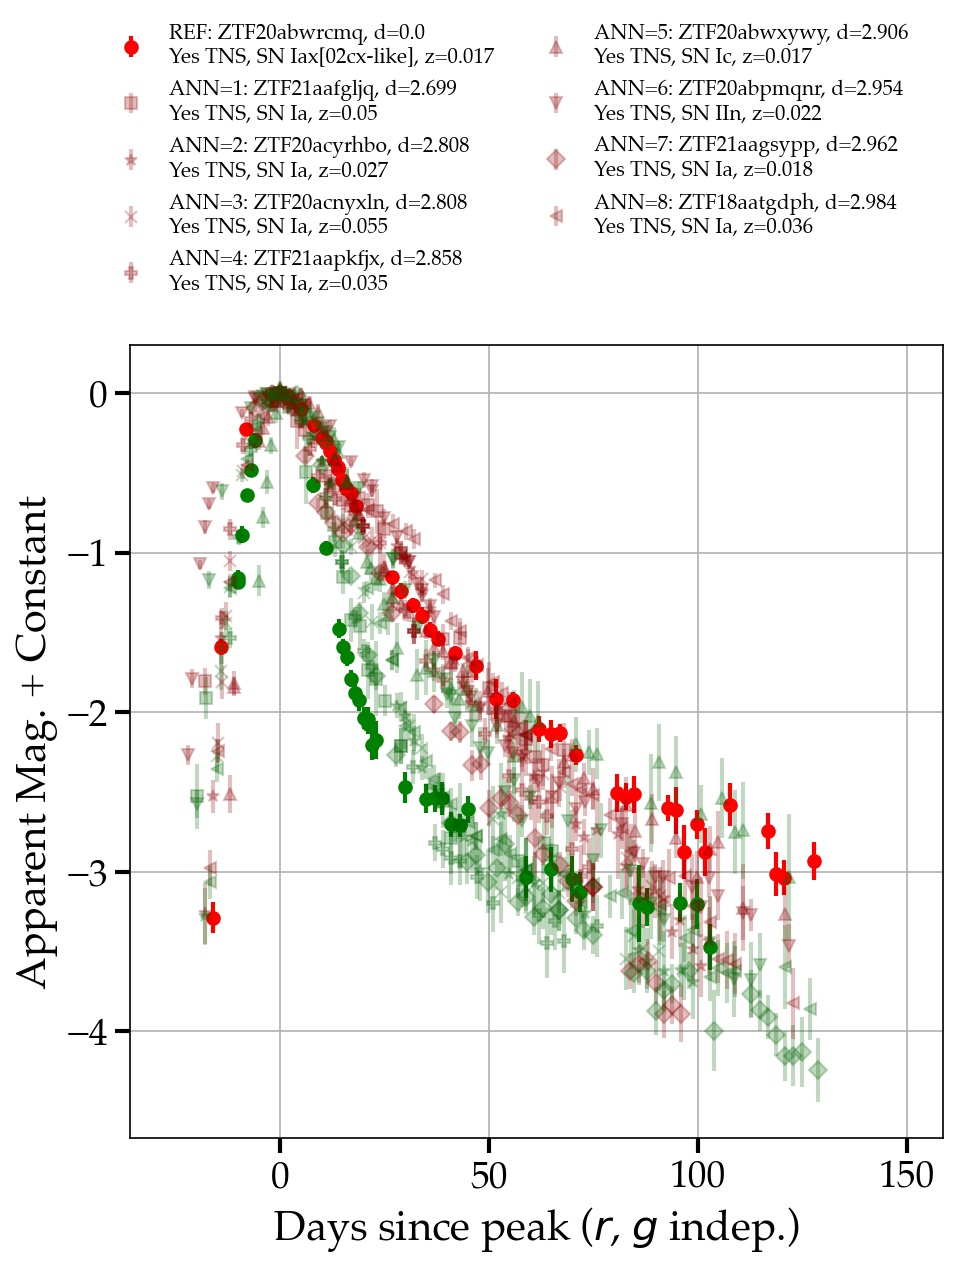 REF: ZTF20abwrcmq, d=0.0
Yes TNS, SN Iax[02cx-like], z=0.017
ANN=1: ZTF21aafgljq, d=2.699
Yes TNS, SN Ia, z=0.05
ANN=2: ZTF20acyrhbo, d=2.808
Yes TNS, SN Ia, z=0.027
ANN=3: ZTF20acnyxln, d=2.808
Yes TNS, SN Ia, z=0.055
ANN=4: ZTF21aapkfjx, d=2.858
Yes TNS, SN Ia, z=0.035
ANN=5: ZTF20abwxywy, d=2.906
Yes TNS, SN Ic, z=0.017
ANN=6: ZTF20abpmqnr, d=2.954
Yes TNS, SN IIn, z=0.022
ANN=7: ZTF21aagsypp, d=2.962
Yes TNS, SN Ia, z=0.018
ANN=8: ZTF18aatgdph, d=2.984
Yes TNS, SN Ia, z=0.036
Apparent Mag. + Constant
0
−1
−2
−3
−4
0 50 100 150
Days since peak (r, g indep.)